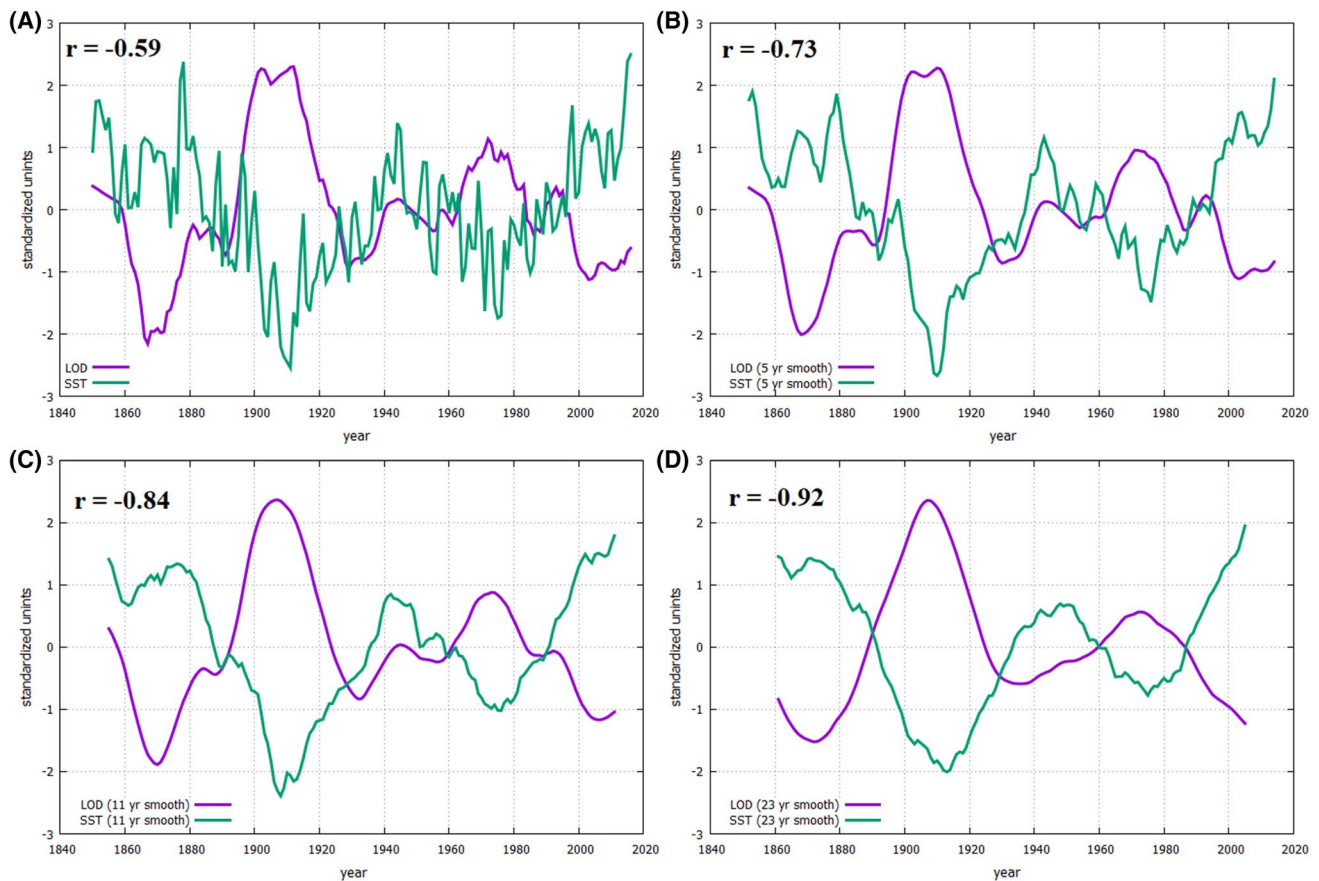 (A)
r = -0.59
3
2
1
0
-1
-2
-3
standardized unints
LOD
SST
1840 1860 1880 1900 1920 1940 1960 1980 2000 2020
year
(B)
r = -0.73
3
2
1
0
-1
-2
-3
standardized unints
LOD (5 yr smooth)
SST (5 yr smooth)
1840 1860 1880 1900 1920 1940 1960 1980 2000 2020
year
(C)
r = -0.84
3
2
1
0
-1
-2
-3
standardized unints
LOD (11 yr smooth)
SST (11 yr smooth)
1840 1860 1880 1900 1920 1940 1960 1980 2000 2020
year
(D)
r = -0.92
3
2
1
0
-1
-2
-3
standardized unints
LOD (23 yr smooth)
SST (23 yr smooth)
1840 1860 1880 1900 1920 1940 1960 1980 2000 2020
year